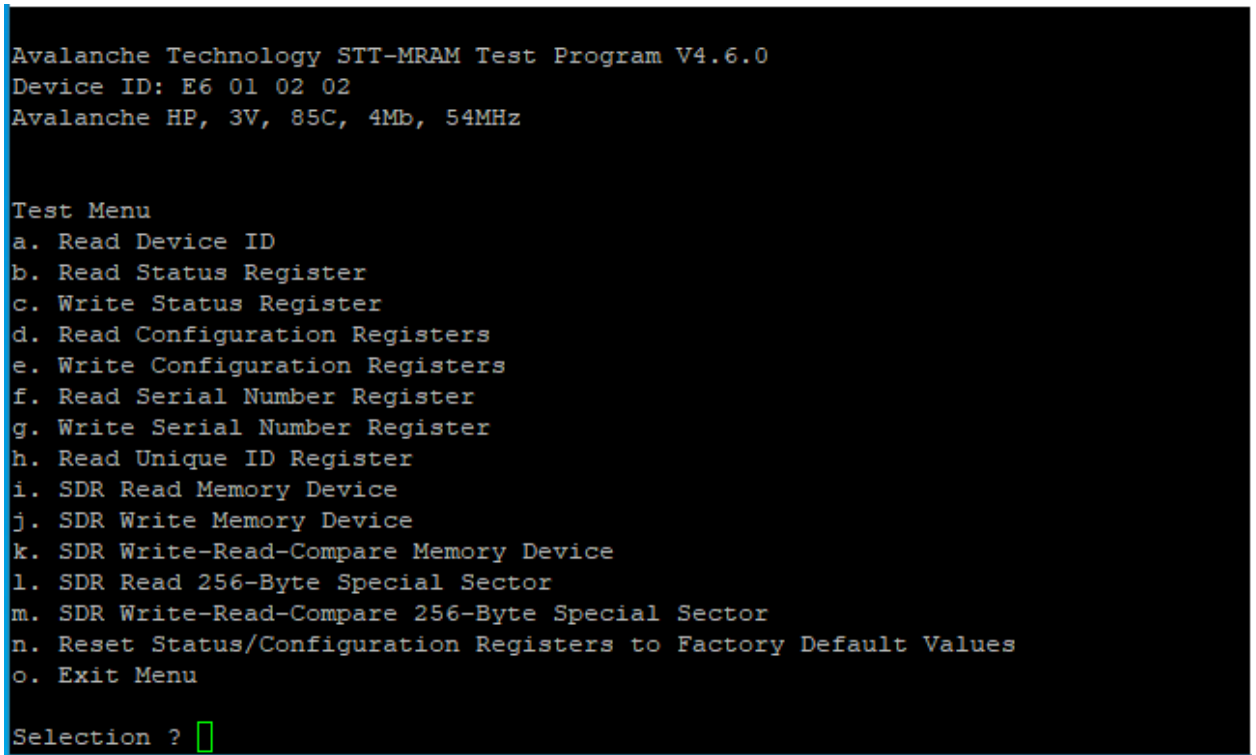 Avalanche Technology STT-MRAM Test Program V4.6.0
Device ID: E6 01 02 02
Avalanche HP, 3V, 85C, 4Mb, 54MHz
Test Menu
a. Read Device ID
b. Read Status Register
c. Write Status Register
d. Read Configuration Registers
e. Write Configuration Registers
f. Read Serial Number Register
g. Write Serial Number Register
h. Read Unique ID Register
i. SDR Read Memory Device
j. SDR Write Memory Device
k. SDR Write-Read-Compare Memory Device
l. SDR Read 256-Byte Special Sector
m. SDR Write-Read-Compare 256-Byte Special Sector
n. Reset Status/Configuration Registers to Factory Default Values
o. Exit Menu
Selection ?